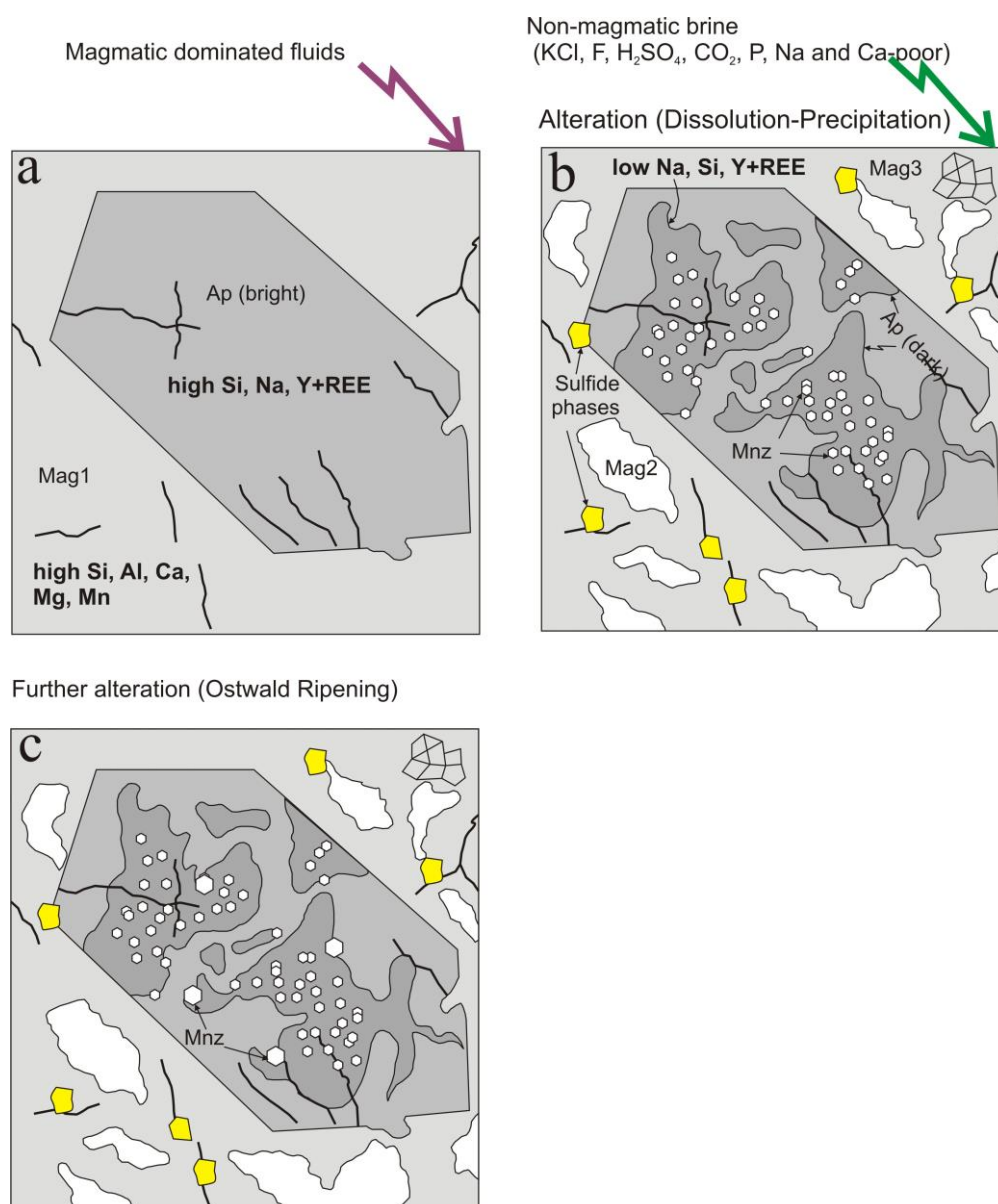 Magmatic dominated fluids
Non-magmatic brine
(KCl, F, H₂SO₄, CO₂, P, Na and Ca-poor)
Alteration (Dissolution-Precipitation)
a
Ap (bright)
high Si, Na, Y+REE
Mag1
high Si, Al, Ca,
Mg, Mn
b
low Na, Si, Y+REE
Mag3
Ap (dark)
Sulfide
phases
Mnz
Mag2
Further alteration (Ostwald Ripening)
c
Mnz